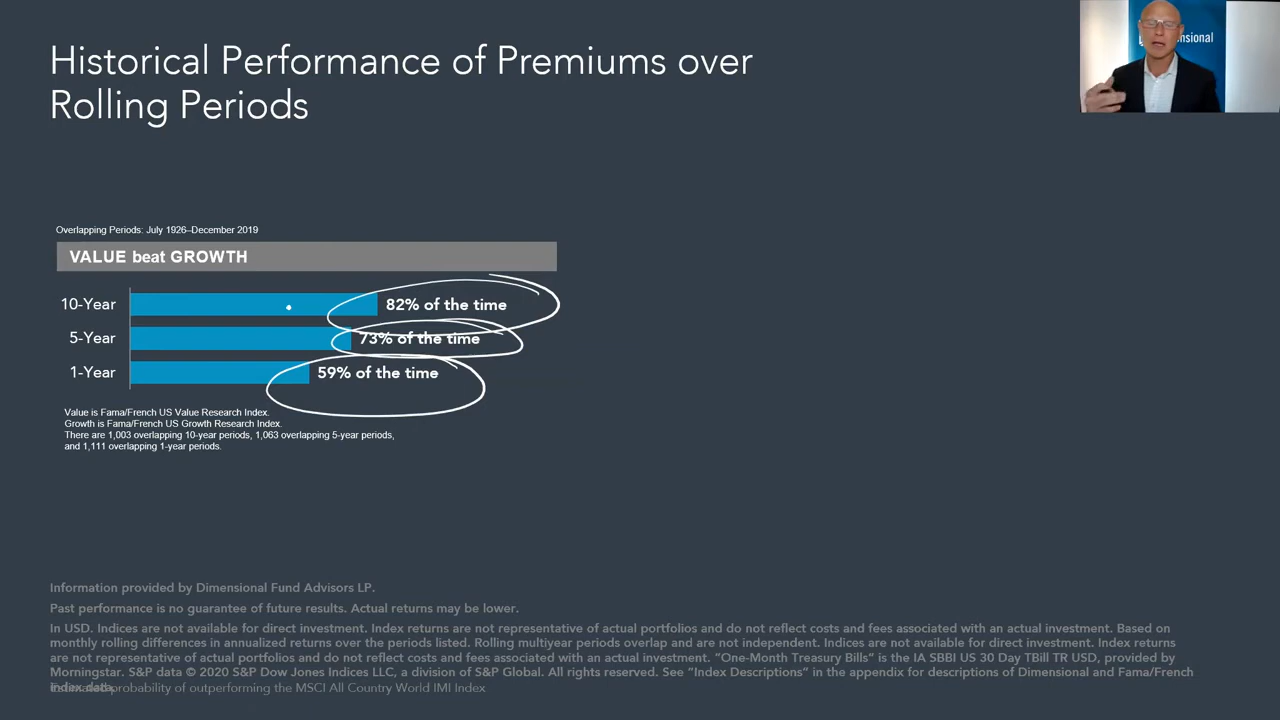 Historical Performance of Premiums over
Rolling Periods
sional
Overlapping Periods: July 1926–December 2019
VALUE beat GROWTH
10-Year 82% of the time
5-Year 73% of the time
1-Year 59% of the time
Value is Fama/French US Value Research Index.
Growth is Fama/French US Growth Research Index.
There are 1,003 overlapping 10-year periods, 1,063 overlapping 5-year periods,
and 1,111 overlapping 1-year periods.
Information provided by Dimensional Fund Advisors LP.
Past performance is no guarantee of future results. Actual returns may be lower.
In USD. Indices are not available for direct investment. Index returns are not representative of actual portfolios and do not reflect costs and fees associated with an actual investment. Based on
monthly rolling differences in annualized returns over the periods listed. Rolling multiyear periods overlap and are not independent. Indices are not available for direct investment. Index returns
are not representative of actual portfolios and do not reflect costs and fees associated with an actual investment. “One-Month Treasury Bills” is the IA SBBI US 30 Day TBill TR USD, provided by
Morningstar. S&P data © 2020 S&P Dow Jones Indices LLC, a division of S&P Global. All rights reserved. See “Index Descriptions” in the appendix for descriptions of Dimensional and Fama/French
index data.
probability of outperforming the MSCI All Country World IMI Index